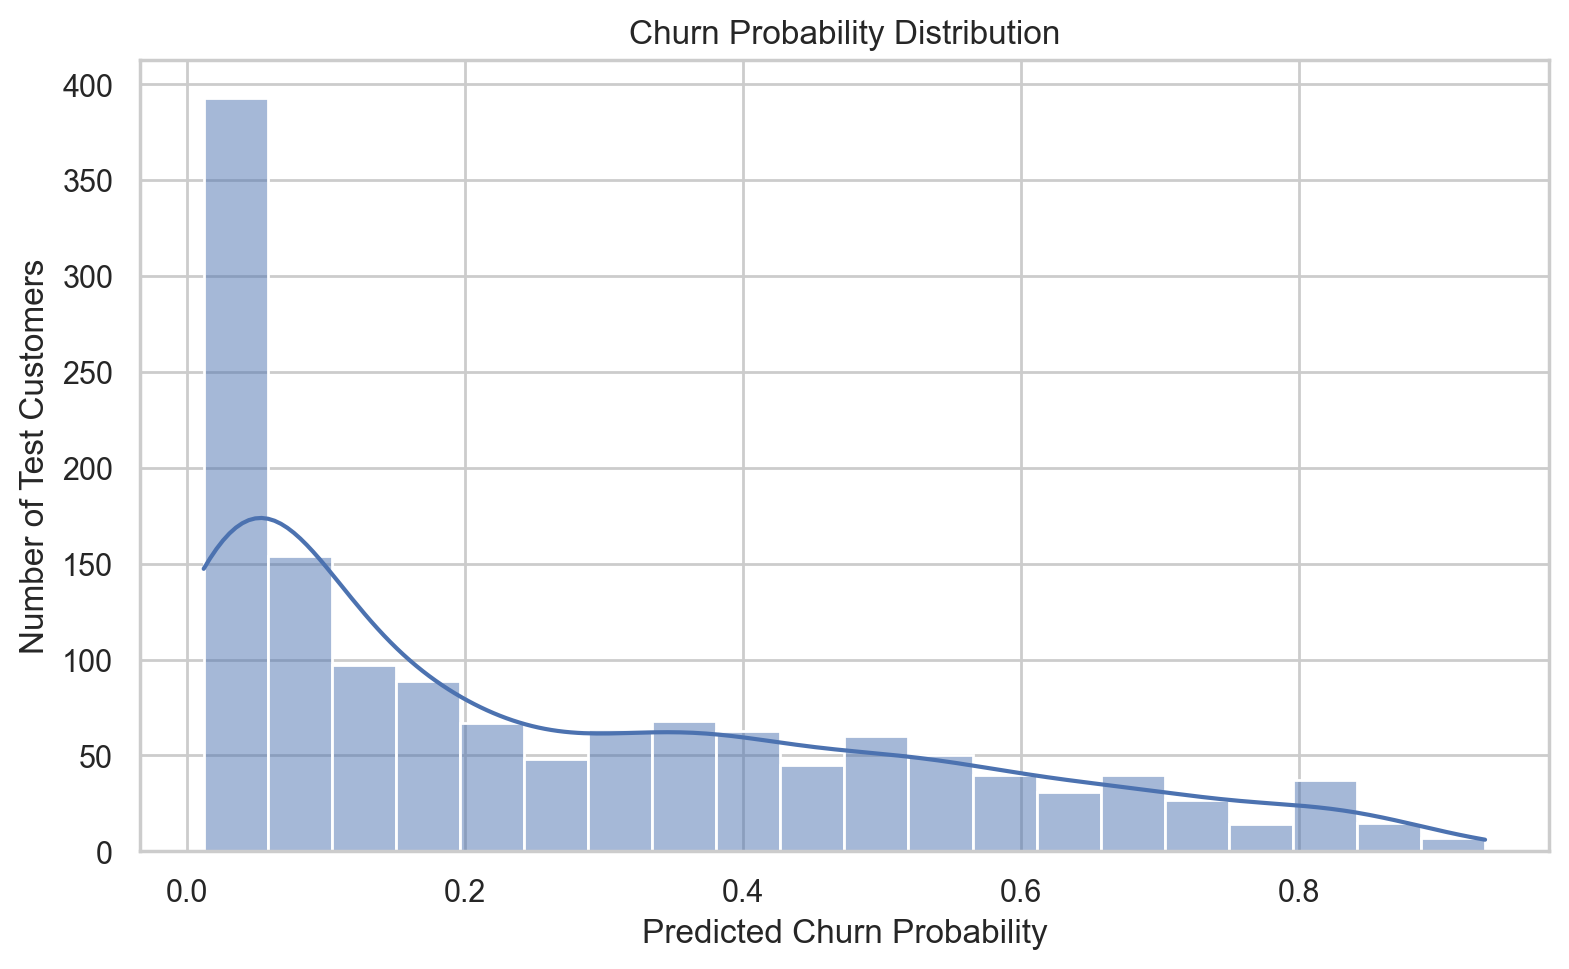 Churn Probability Distribution
400
350
300
250
200
150
100
50
0
Number of Test Customers
0.0 0.2 0.4 0.6 0.8
Predicted Churn Probability